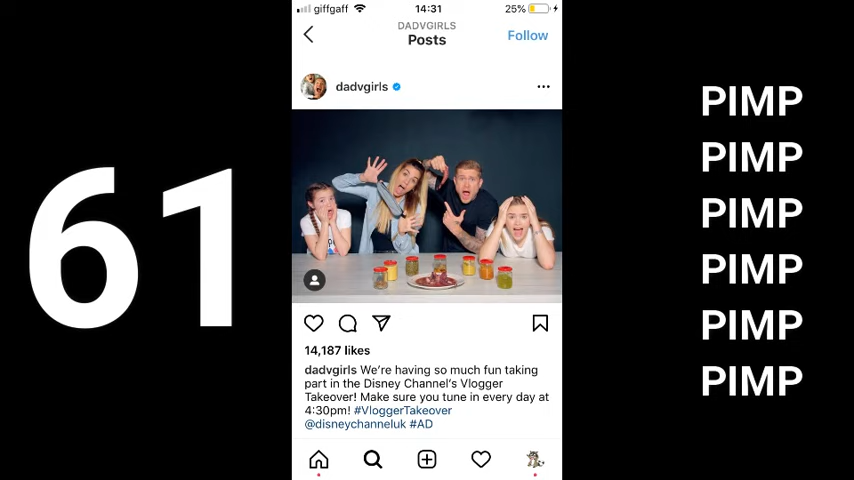 giffgaff 14:31 25%
DADVGIRLS
Posts
Follow
dadvgirls
61
PIMP
PIMP
PIMP
PIMP
PIMP
PIMP
14,187 likes
dadvgirls We're having so much fun taking
part in the Disney Channel's Vlogger
Takeover! Make sure you tune in every day at
4:30pm! #VloggerTakeover
@disneychanneluk #AD